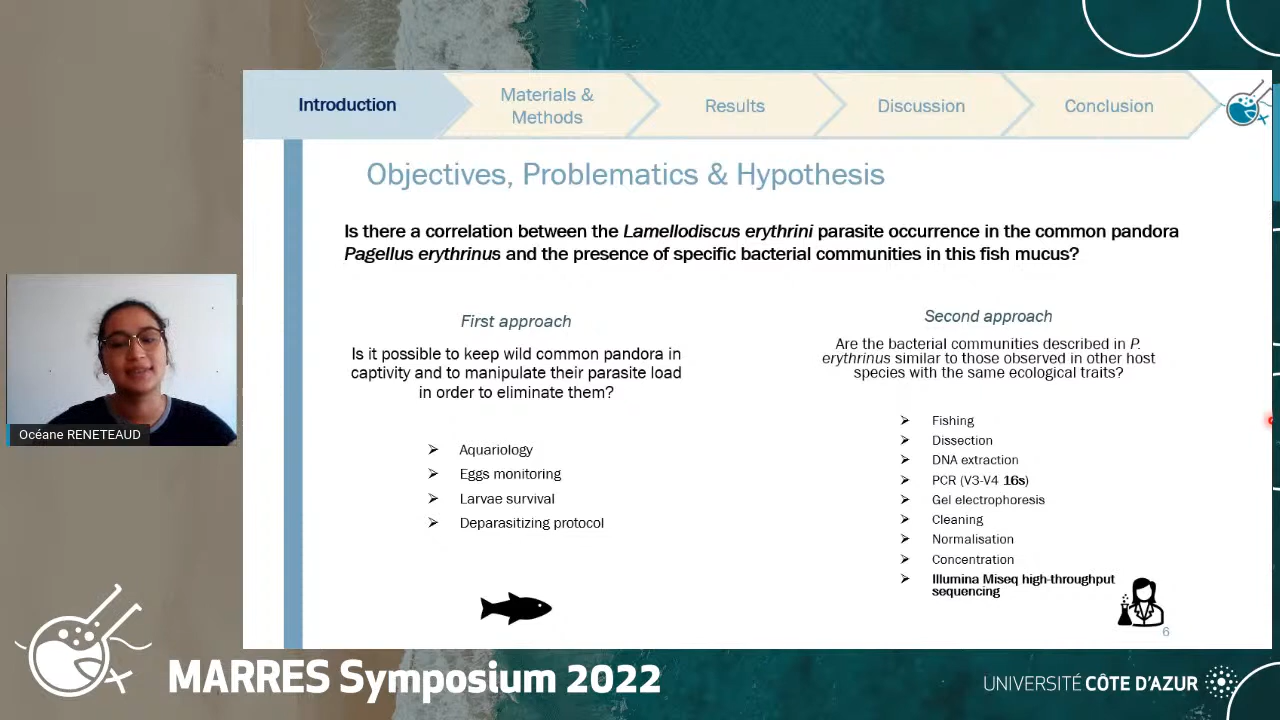 Introduction
Materials &
Methods
Results
Discussion
Conclusion
Objectives, Problematics & Hypothesis
Is there a correlation between the Lamellodiscus erythrini parasite occurrence in the common pandora
Pagellus erythrinus and the presence of specific bacterial communities in this fish mucus?
First approach
Is it possible to keep wild common pandora in
captivity and to manipulate their parasite load
in order to eliminate them?
➢ Aquariology
➢ Eggs monitoring
➢ Larvae survival
➢ Deparasitizing protocol
Second approach
Are the bacterial communities described in P.
erythrinus similar to those observed in other host
species with the same ecological traits?
➢ Fishing
➢ Dissection
➢ DNA extraction
➢ PCR (V3-V4 16s)
➢ Gel electrophoresis
➢ Cleaning
➢ Normalisation
➢ Concentration
➢ Illumina Miseq high-throughput
sequencing
6
Océane RENETEAUD
MARRES Symposium 2022
UNIVERSITÉ CÔTE D'AZUR